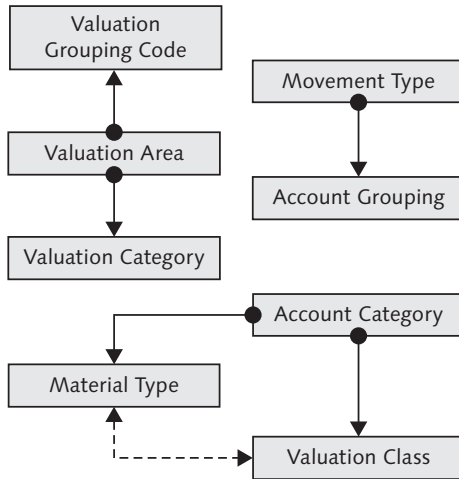 Valuation
Grouping Code
Movement Type
Valuation Area
Account Grouping
Valuation Category
Account Category
Material Type
Valuation Class